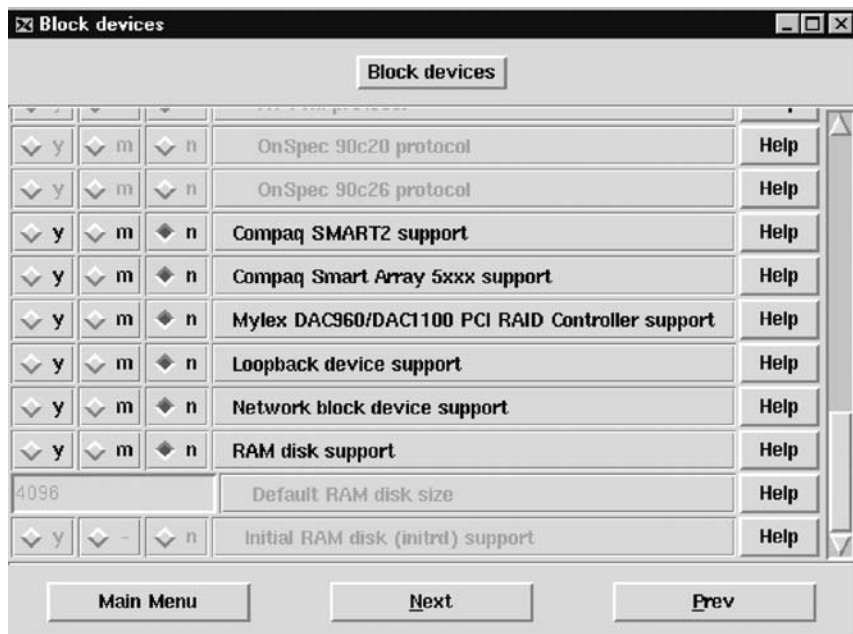 Block devices
Block devices
y m n OnSpec 90c20 protocol Help
y m n OnSpec 90c26 protocol Help
y m n Compaq SMART2 support Help
y m n Compaq Smart Array 5xxx support Help
y m n Mylex DAC960/DAC1100 PCI RAID Controller support Help
y m n Loopback device support Help
y m n Network block device support Help
y m n RAM disk support Help
4096 Default RAM disk size Help
y - n Initial RAM disk (initrd) support Help
Main Menu Next Prev